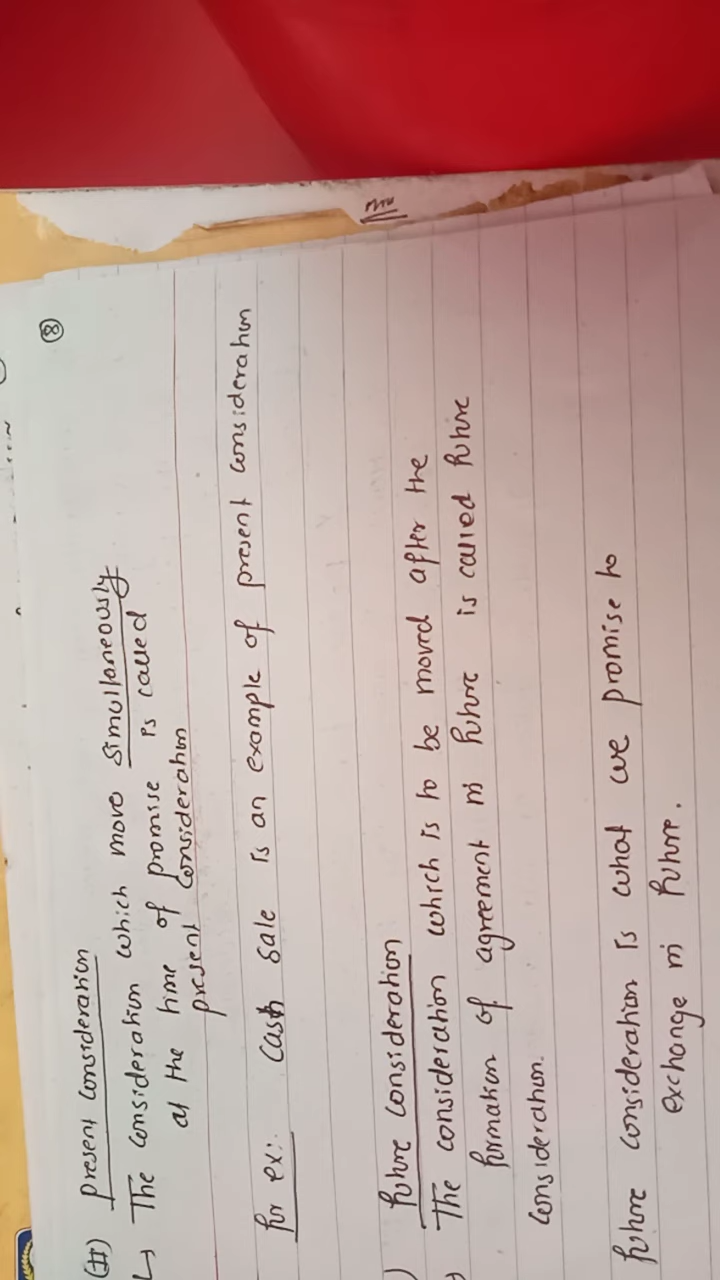 ⑧
(II) present consideration
↳ The consideration which move simultaneously
at the time of promise is called
present consideration
for ex:. Cash sale is an example of present consideration
) future consideration
The consideration which is to be moved after the
formation of agreement in future is called future
consideration.
future consideration is what we promise to
exchange in future.